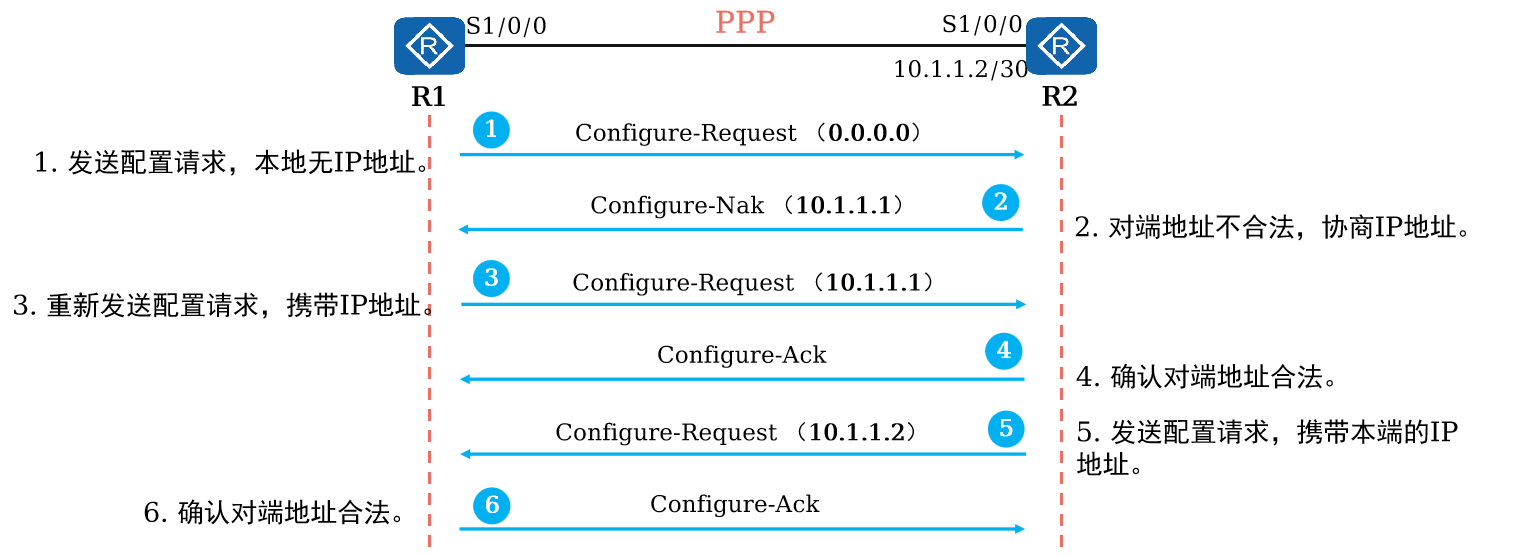 PPP
S1/0/0
S1/0/0
R
R
10.1.1.2/30
R1
R2
1
Configure-Request （0.0.0.0）
1. 发送配置请求，本地无IP地址。
Configure-Nak （10.1.1.1）
2
2. 对端地址不合法，协商IP地址。
3
Configure-Request （10.1.1.1）
3. 重新发送配置请求，携带IP地址。
Configure-Ack
4
4. 确认对端地址合法。
Configure-Request （10.1.1.2）
5
5. 发送配置请求，携带本端的IP
地址。
6
Configure-Ack
6. 确认对端地址合法。